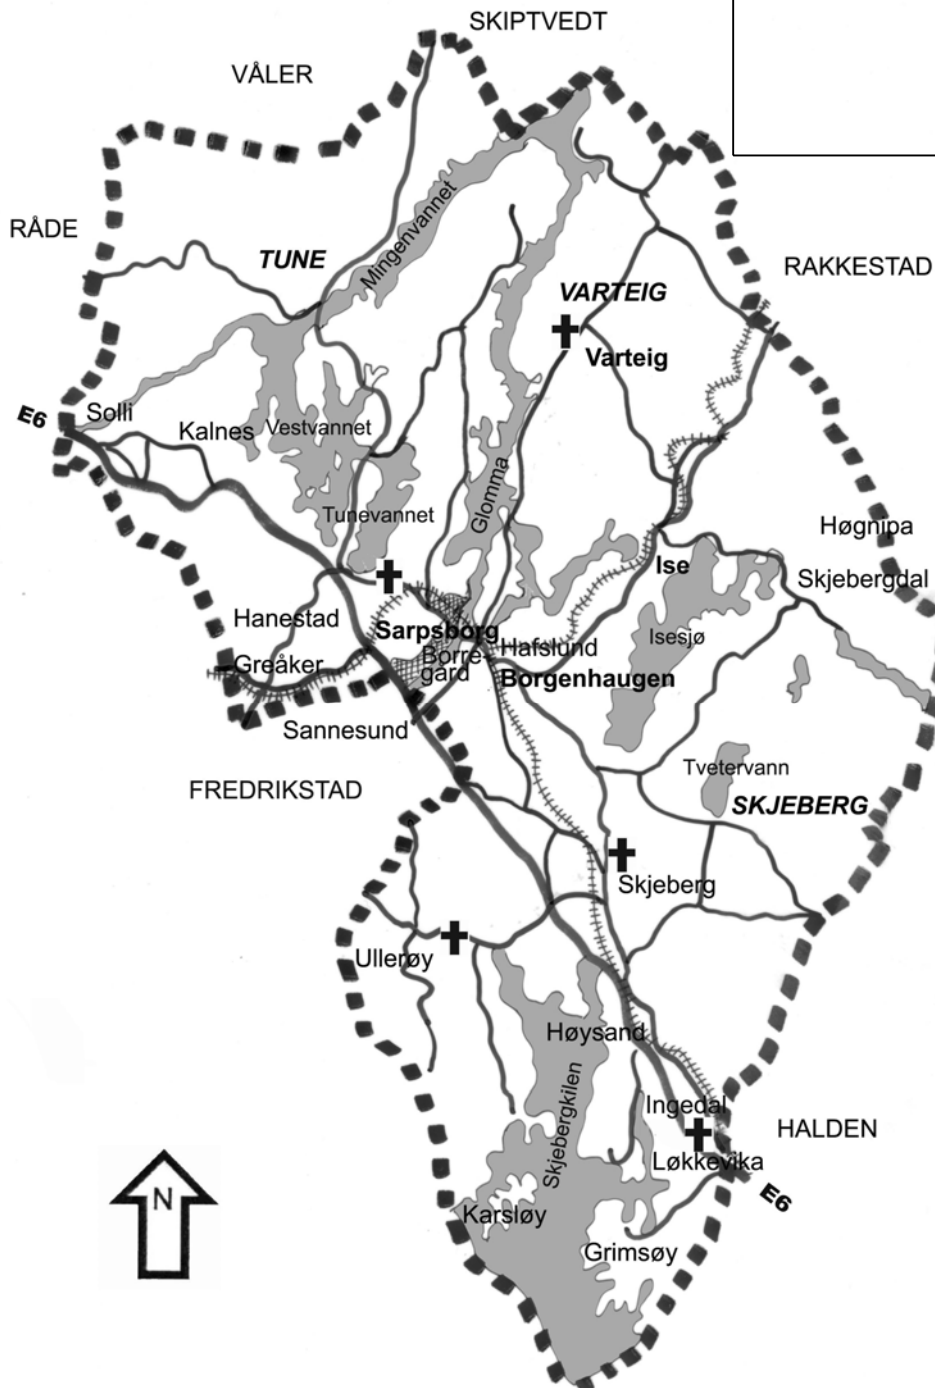 SKIPTVEDT
VÅLER
RÅDE
TUNE
Mingenvannet
RAKKESTAD
VARTEIG
Varteig
E6
Solli
Kalnes
Vestvannet
Tunevannet
Glomma
Høgnipa
Ise
Skjebergdal
Hanestad
Sarpsborg
Isesjø
Hafslund
Borre-
gård
Greåker
Borgenhaugen
Sannesund
Tvetervann
FREDRIKSTAD
SKJEBERG
Skjeberg
Ullerøy
Høysand
Skjebergkilen
Ingedal
HALDEN
Løkkevika
E6
Karsløy
Grimsøy
N